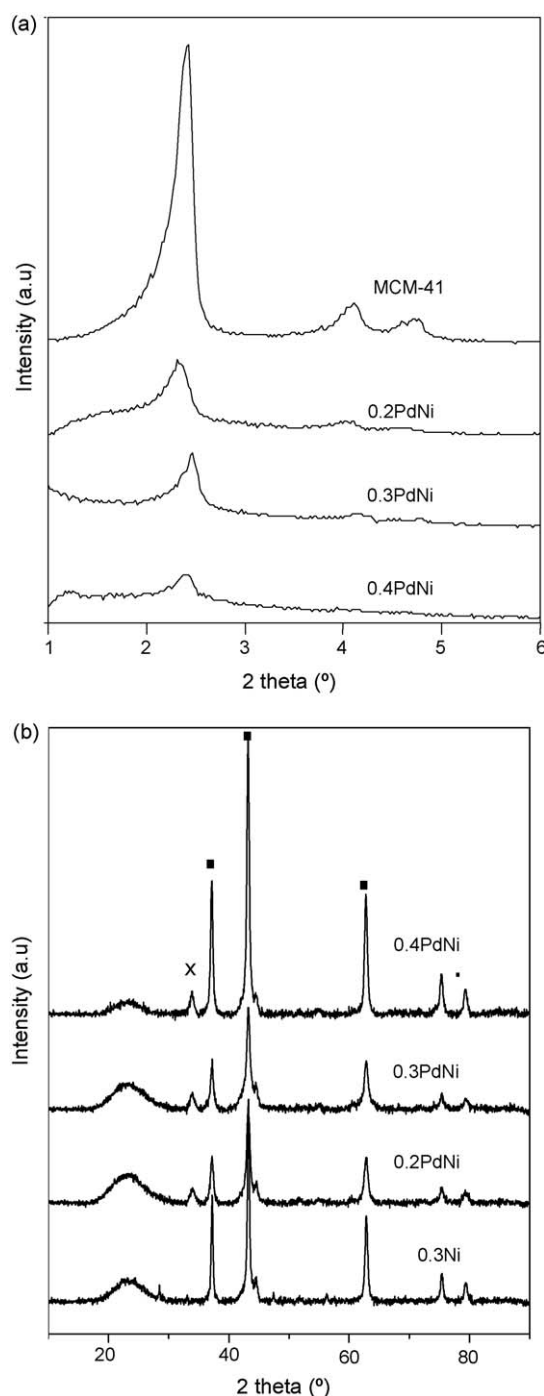 (a)
Intensity (a.u)
MCM-41
0.2PdNi
0.3PdNi
0.4PdNi
1 2 3 4 5 6
2 theta (º)
(b)
Intensity (a.u)
x
0.4PdNi
0.3PdNi
0.2PdNi
0.3Ni
20 40 60 80
2 theta (º)